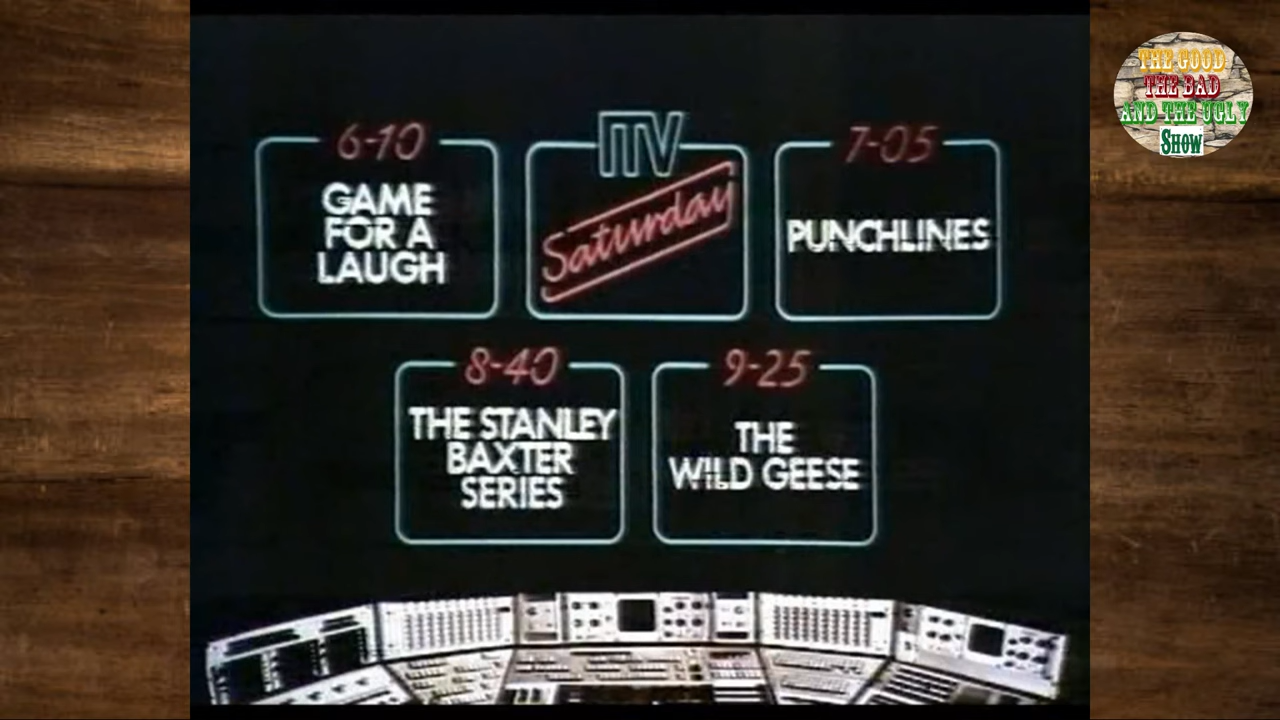 6-10
GAME
FOR A
LAUGH
ITV
Saturday
7-05
PUNCHLINES
8-40
THE STANLEY
BAXTER
SERIES
9-25
THE
WILD GEESE
THE GOOD
THE BAD
AND THE UGLY
SHOW